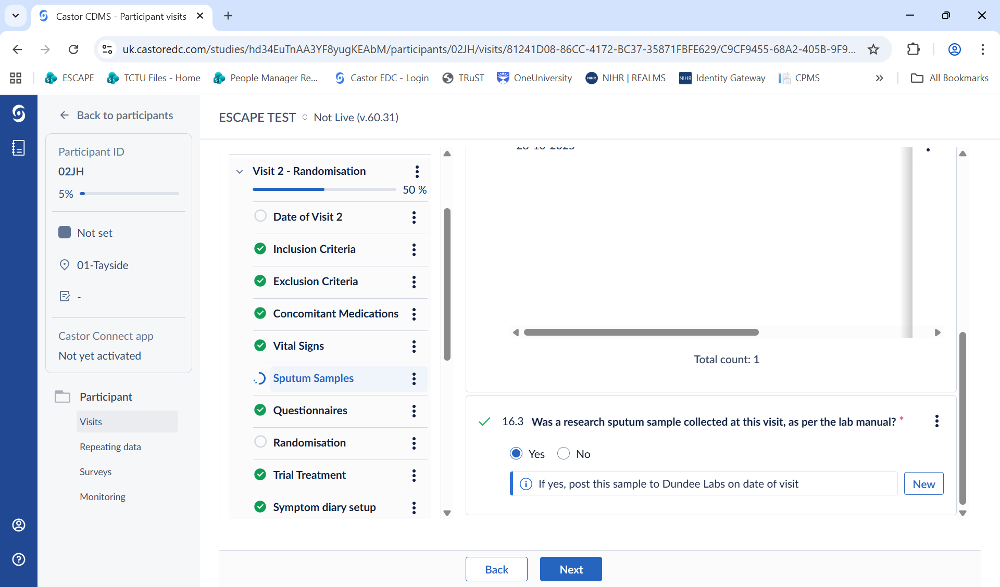 Castor CDMS - Participant visits
uk.castoredc.com/studies/hd34EuTnAA3YF8yugKEAbM/participants/02JH/visits/81241D08-86CC-4172-BC37-35871FBFE629/C9CF9455-68A2-405B-9F9...
ESCAPE
TCTU Files - Home
People Manager Re...
Castor EDC - Login
TRuST
OneUniversity
NIHR | REALMS
Identity Gateway
CPMS
All Bookmarks
Back to participants
ESCAPE TEST
Not Live (v.60.31)
Participant ID
02JH
5%
Not set
01-Tayside
-
Castor Connect app
Not yet activated
Participant
Visits
Repeating data
Surveys
Monitoring
Visit 2 - Randomisation
50 %
Date of Visit 2
Inclusion Criteria
Exclusion Criteria
Concomitant Medications
Vital Signs
Sputum Samples
Questionnaires
Randomisation
Trial Treatment
Symptom diary setup
Total count: 1
16.3 Was a research sputum sample collected at this visit, as per the lab manual? *
Yes
No
If yes, post this sample to Dundee Labs on date of visit
New
Back
Next